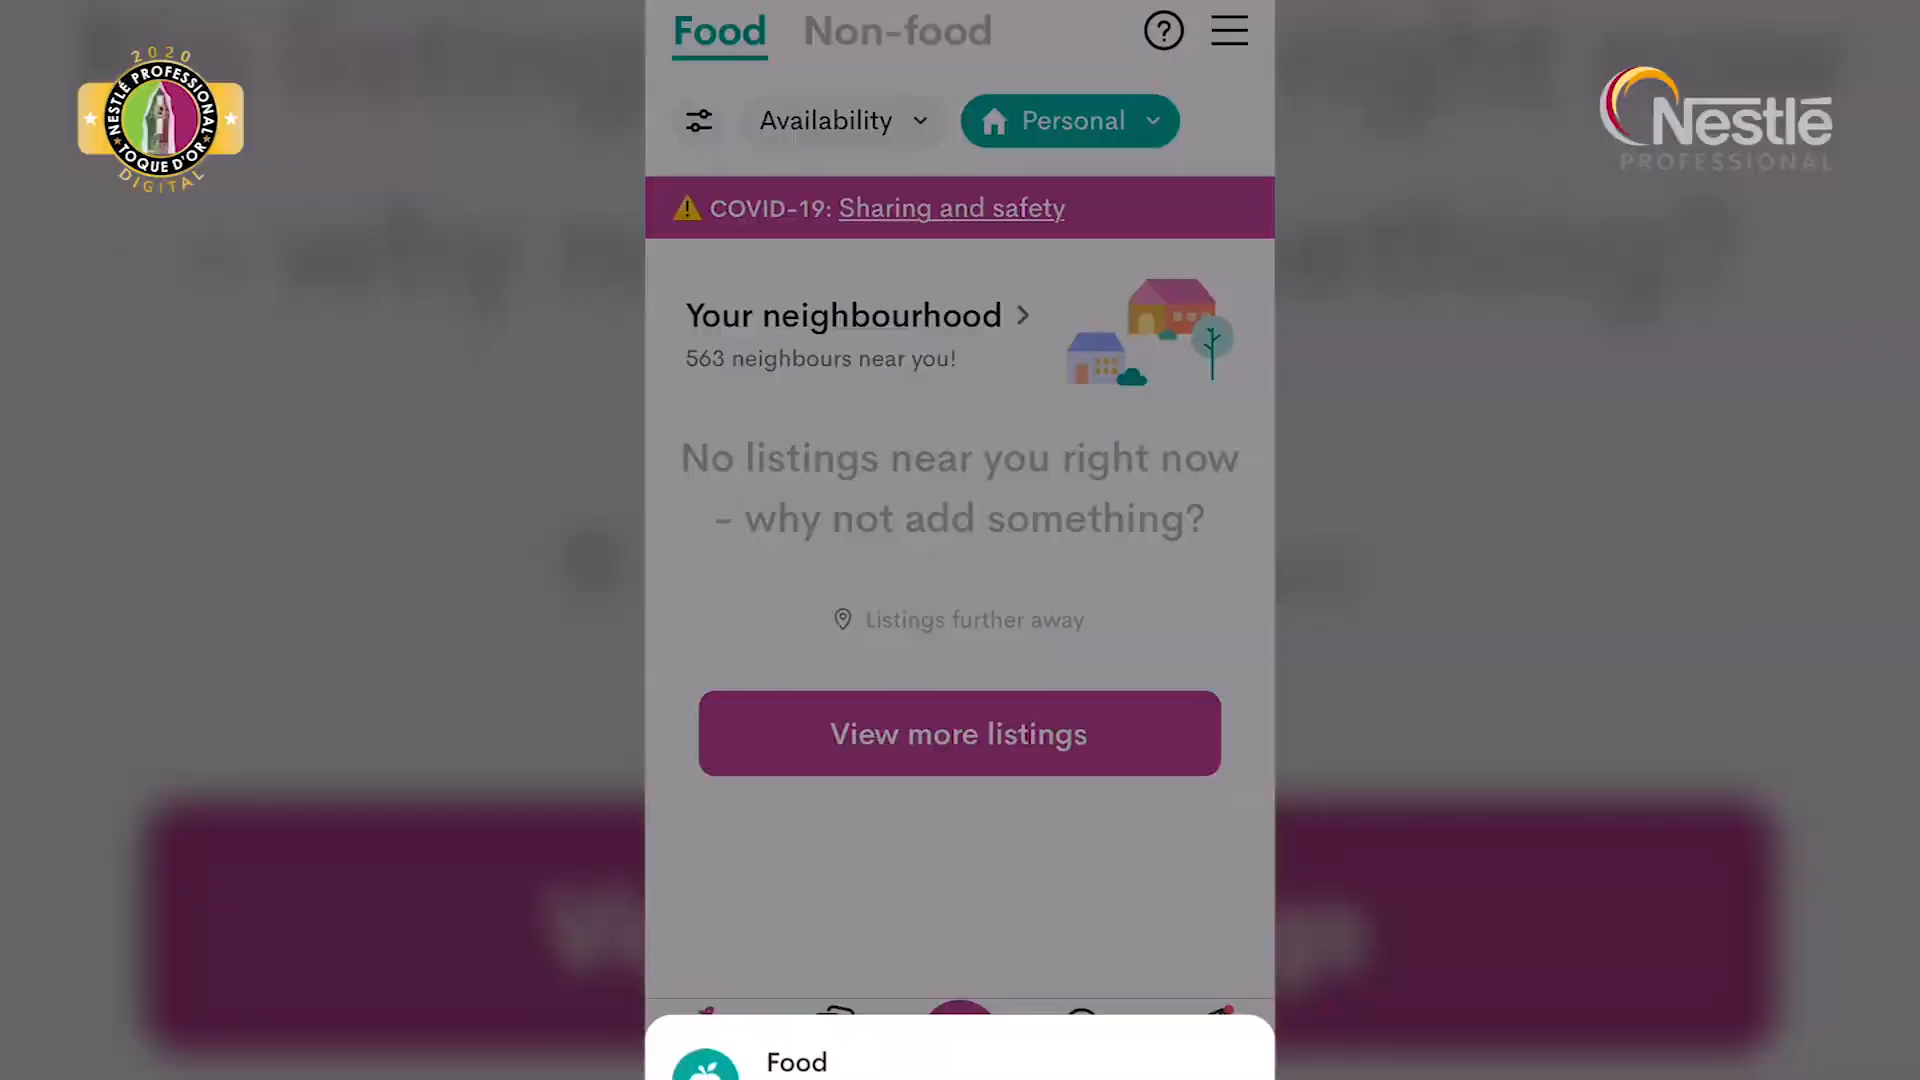 2020
NESTLÉ PROFESSIONAL
TOQUE D'OR
DIGITAL
Nestlé
PROFESSIONAL
Food Non-food ?
Availability Personal
COVID-19: Sharing and safety
Your neighbourhood
563 neighbours near you!
No listings near you right now
- why not add something?
Listings further away
View more listings
Food